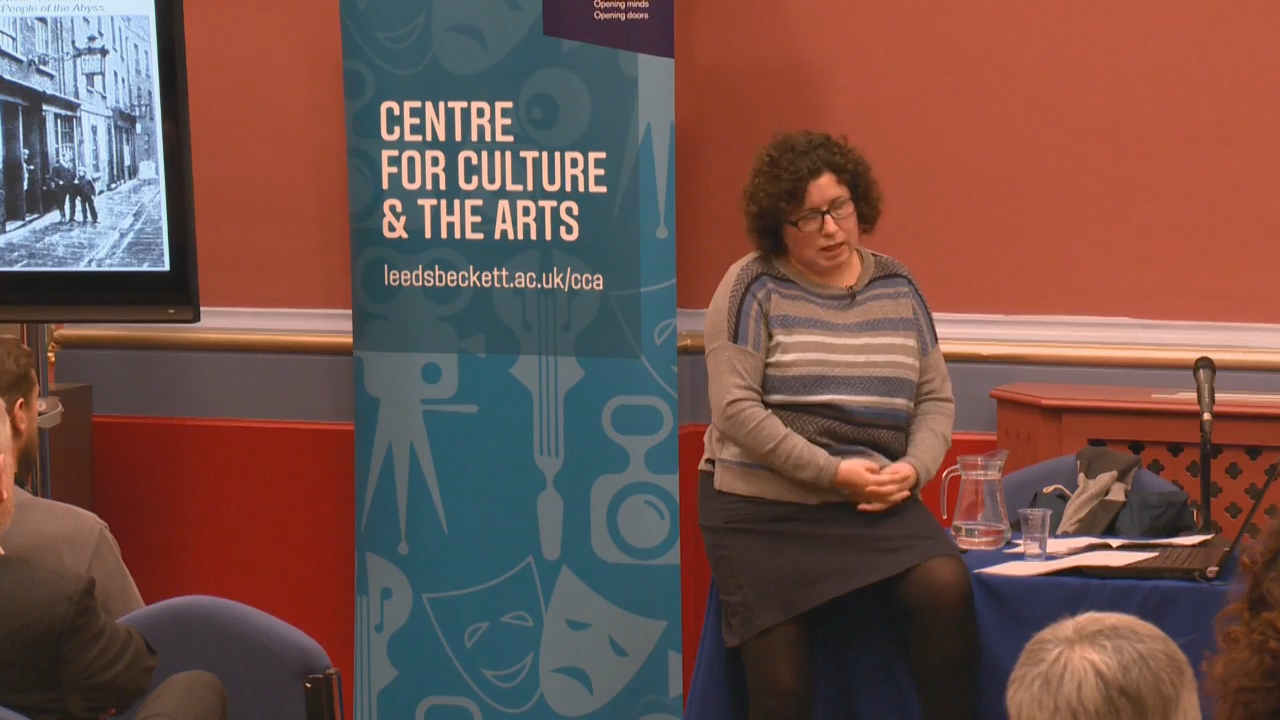 People of the Abyss.
Opening minds
Opening doors
CENTRE
FOR CULTURE
& THE ARTS
leedsbeckett.ac.uk/cca